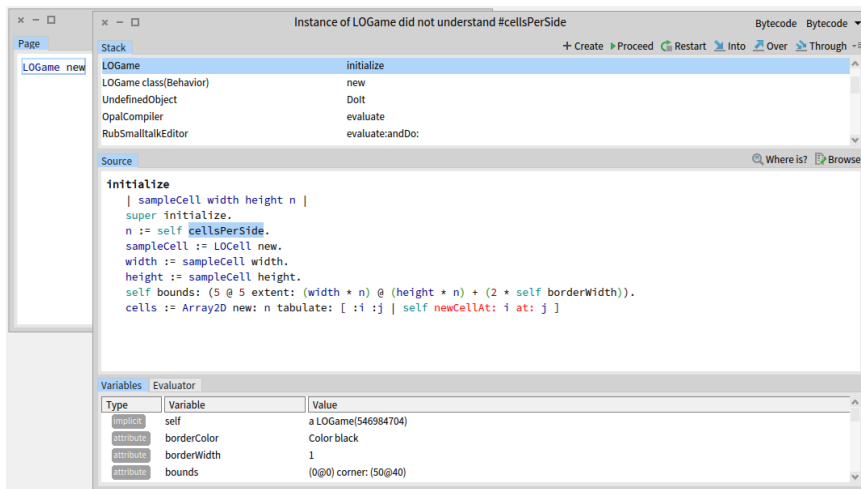 Instance of LOGame did not understand #cellsPerSide
Bytecode Bytecode
Page
Stack
Create Proceed Restart Into Over Through
LOGame new
LOGame initialize
LOGame class(Behavior) new
UndefinedObject DoIt
OpalCompiler evaluate
RubSmalltalkEditor evaluate:andDo:
Source
Where is? Browse
initialize
| sampleCell width height n |
super initialize.
n := self cellsPerSide.
sampleCell := LOCell new.
width := sampleCell width.
height := sampleCell height.
self bounds: (5 @ 5 extent: (width * n) @ (height * n) + (2 * self borderWidth)).
cells := Array2D new: n tabulate: [ :i :j | self newCellAt: i at: j ]
Variables Evaluator
Type Variable Value
implicit self a LOGame(546984704)
attribute borderColor Color black
attribute borderWidth 1
attribute bounds (0@0) corner: (50@40)